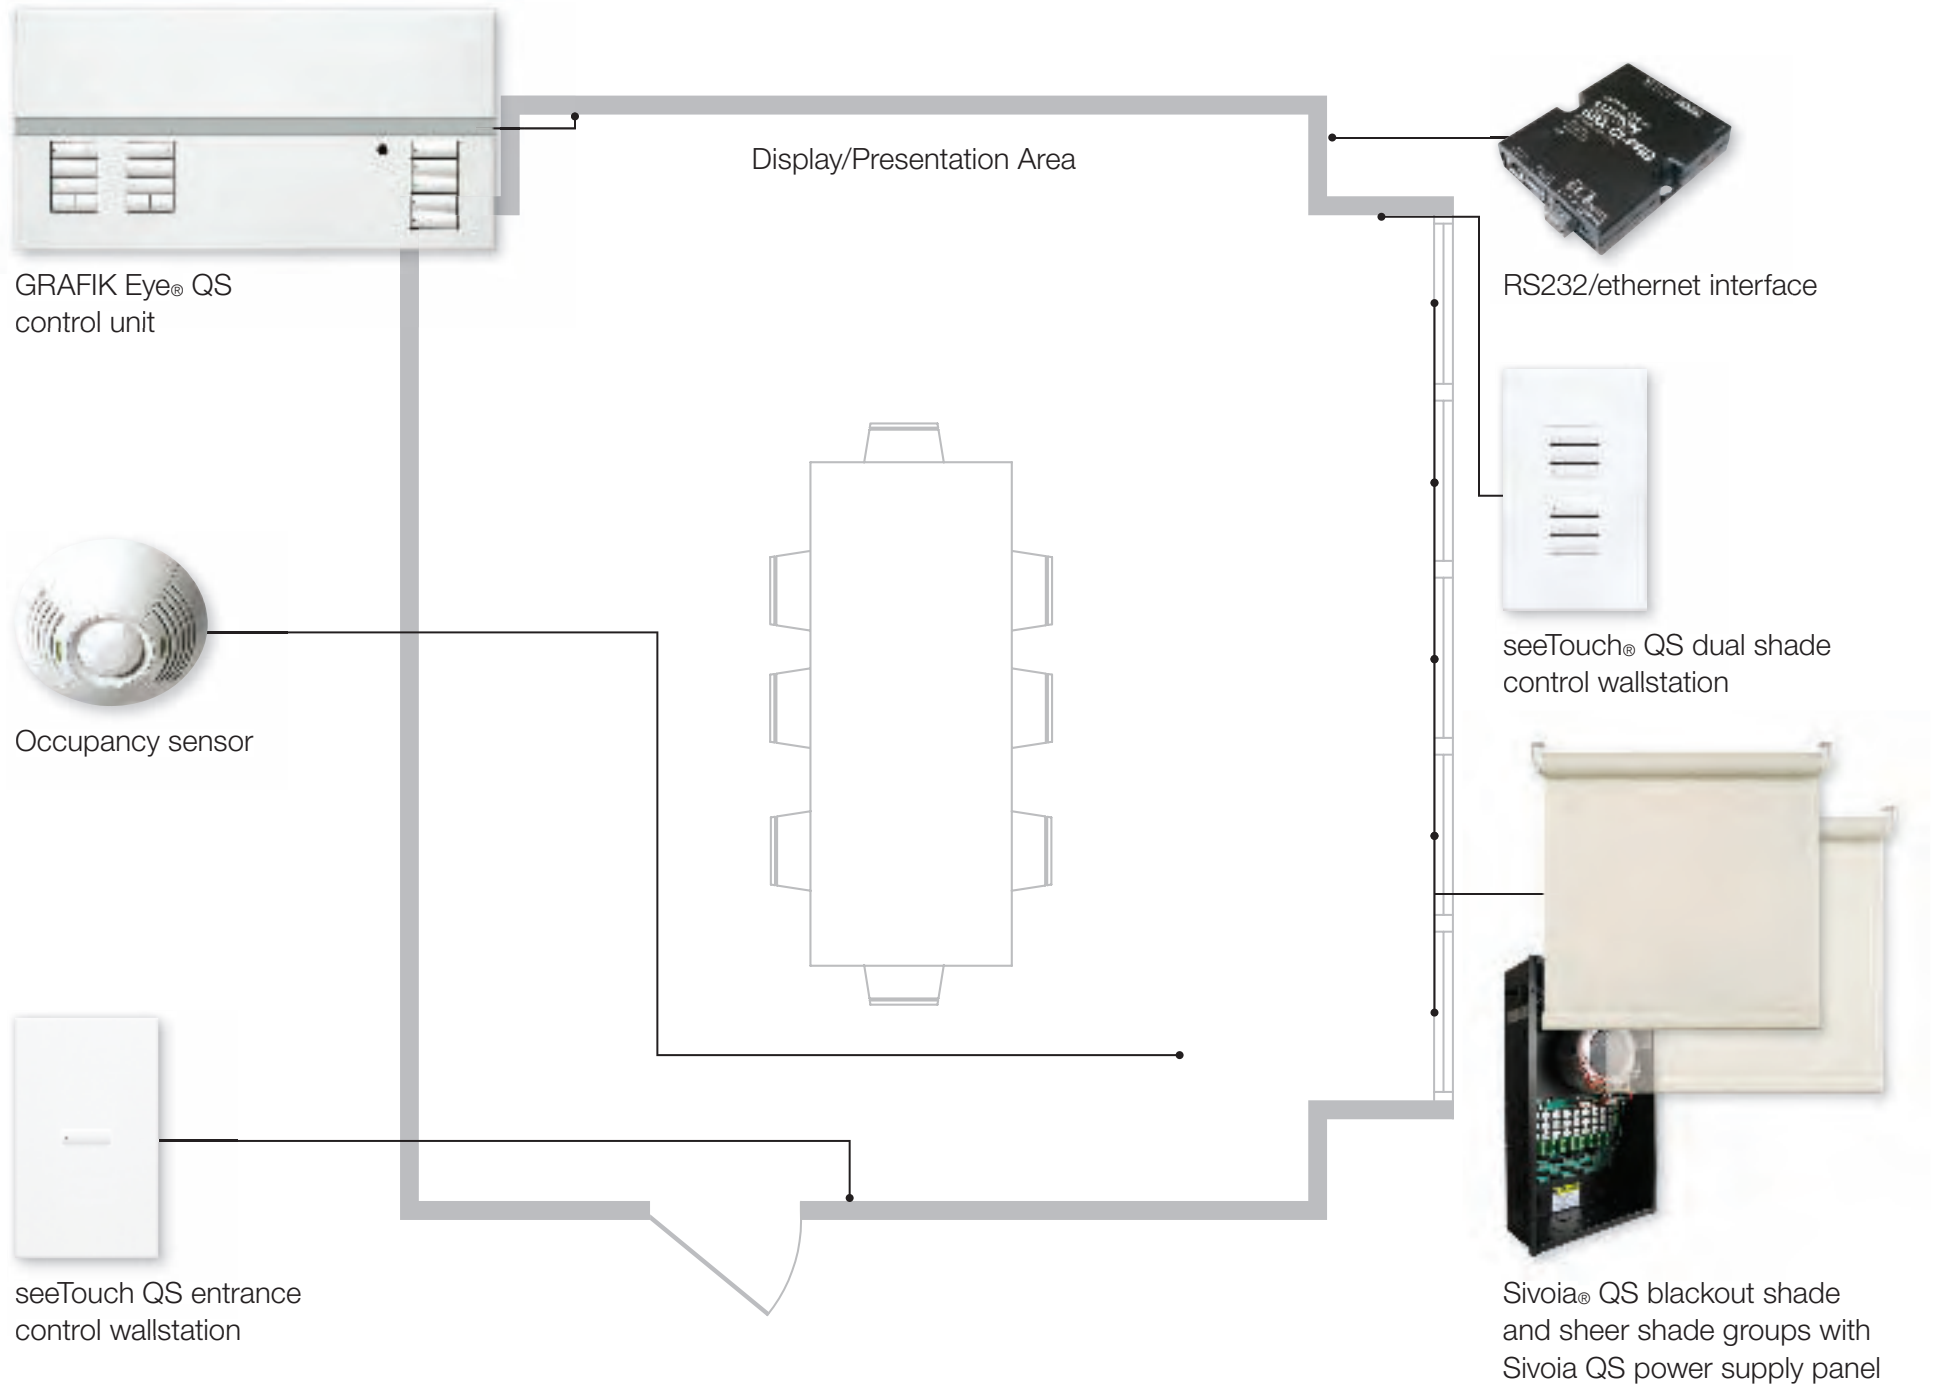 Display/Presentation Area
GRAFIK Eye® QS
control unit
RS232/ethernet interface
seeTouch® QS dual shade
control wallstation
Occupancy sensor
seeTouch QS entrance
control wallstation
Sivoia® QS blackout shade
and sheer shade groups with
Sivoia QS power supply panel